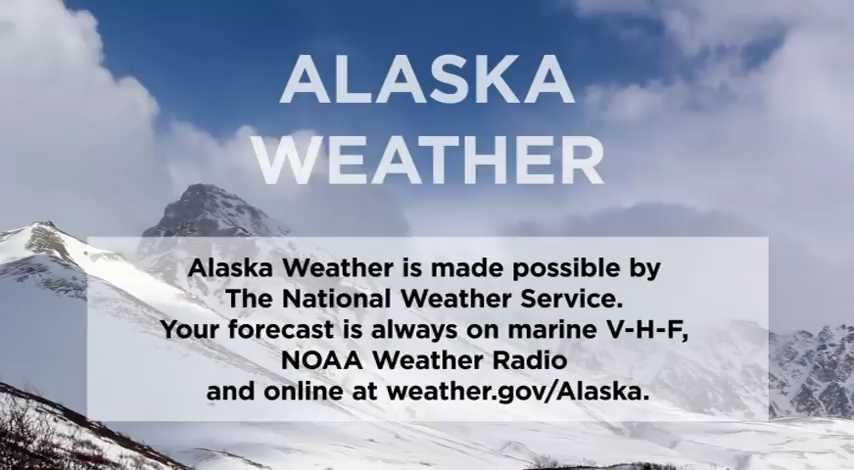 ALASKA
WEATHER
Alaska Weather is made possible by
The National Weather Service.
Your forecast is always on marine V-H-F,
NOAA Weather Radio
and online at weather.gov/Alaska.